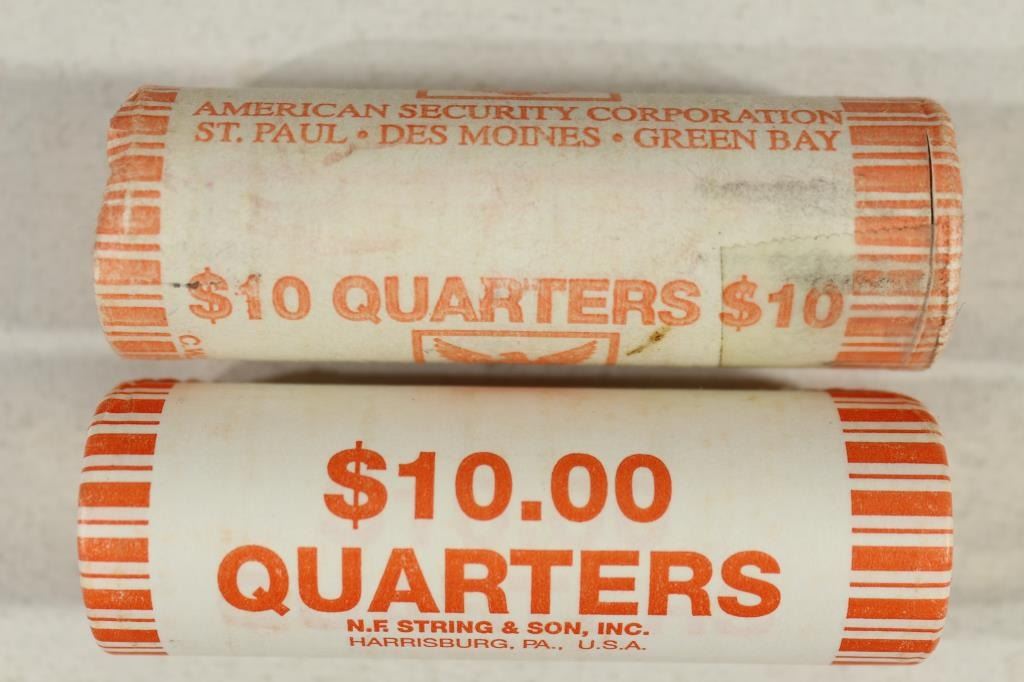 AMERICAN SECURITY CORPORATION
ST. PAUL • DES MOINES • GREEN BAY
$10 QUARTERS $10
$10.00
QUARTERS
N.F. STRING & SON, INC.
HARRISBURG, PA., U.S.A.